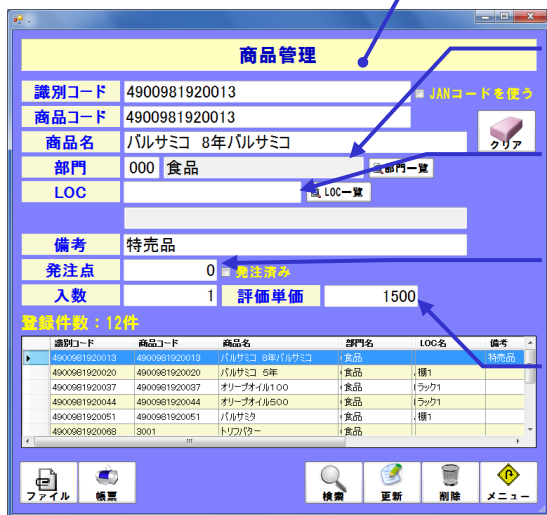 商品管理
識別コード 4900981920013 JANコードを使う
商品コード 4900981920013
商品名 バルサミコ 8年バルサミコ クリア
部門 000 食品 部門一覧
LOC LOC一覧
備考 特売品
発注点 0 発注済み
入数 1 評価単価 1500
登録件数：12件
識別コード 商品コード 商品名 部門名 LOC名 備考
4900981920013 4900981920013 バルサミコ 8年バルサミコ 食品 特売品
4900981920020 4900981920020 バルサミコ 5年 食品 棚1
4900981920037 4900981920037 オリーブオイル100 食品 ラック1
4900981920044 4900981920044 オリーブオイル500 食品 ラック1
4900981920051 4900981920051 バルサミタ 食品 棚1
4900981920068 3001 トリフバター 食品
ファイル 帳票 検索 更新 削除 メニュー